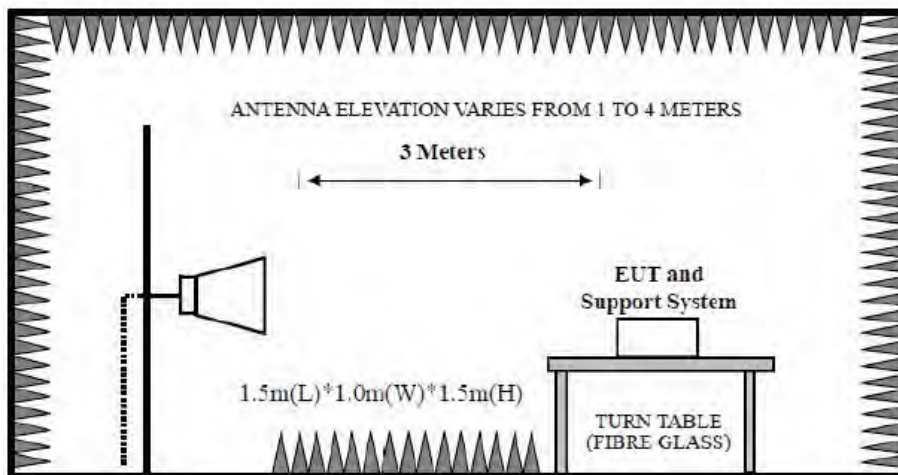 ANTENNA ELEVATION VARIES FROM 1 TO 4 METERS
3 Meters
EUT and
Support System
1.5m(L)*1.0m(W)*1.5m(H)
TURN TABLE
(FIBRE GLASS)